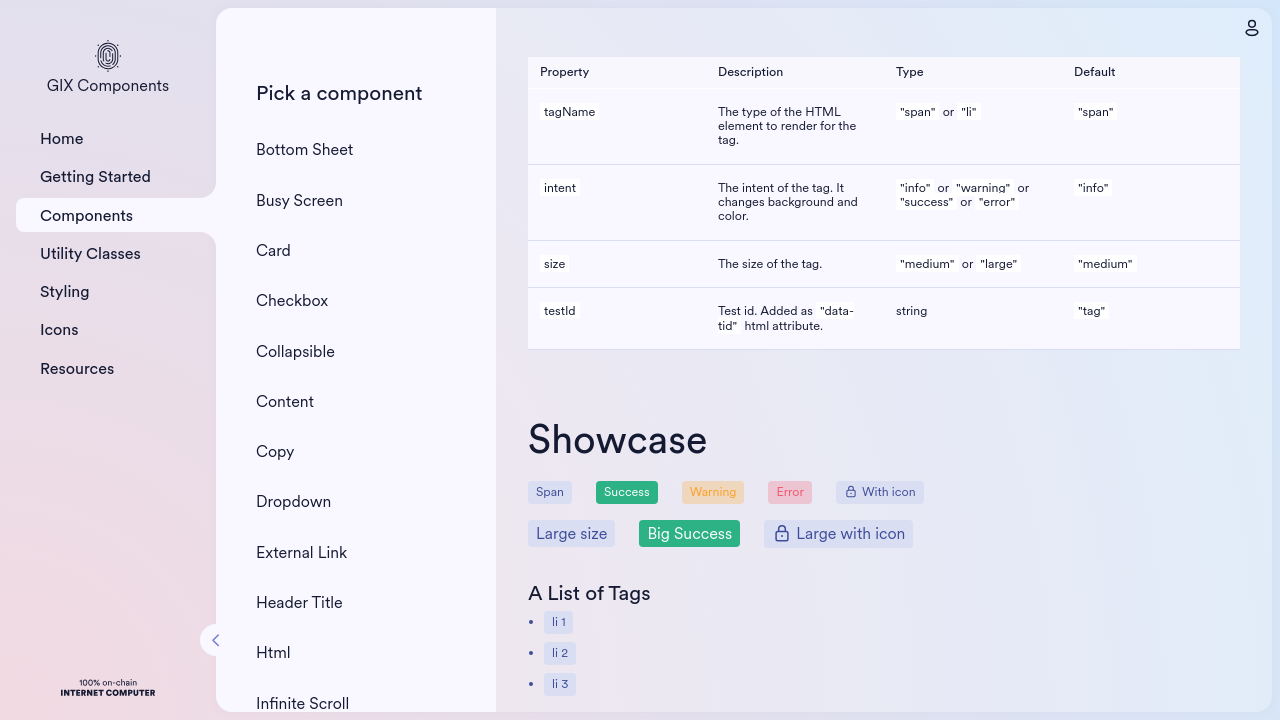 GIX Components
Home
Getting Started
Components
Utility Classes
Styling
Icons
Resources
100% on-chain
INTERNET COMPUTER
Pick a component
Bottom Sheet
Busy Screen
Card
Checkbox
Collapsible
Content
Copy
Dropdown
External Link
Header Title
Html
Infinite Scroll
Property Description Type Default
tagName
The type of the HTML
element to render for the
tag.
"span" or "li"
"span"
intent
The intent of the tag. It
changes background and
color.
"info" or "warning" or
"success" or "error"
"info"
size
The size of the tag.
"medium" or "large"
"medium"
testId
Test id. Added as "data-
tid" html attribute.
string
"tag"
Showcase
Span Success Warning Error With icon
Large size Big Success Large with icon
A List of Tags
li 1
li 2
li 3